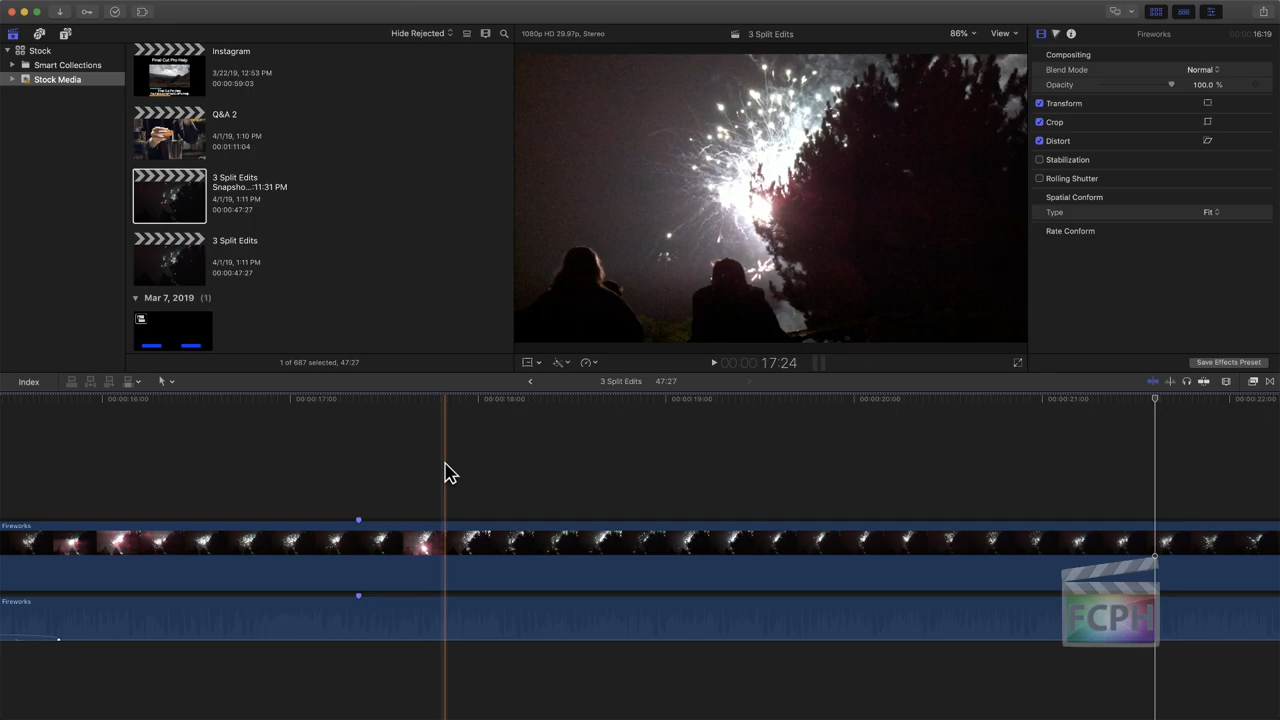 Hide Rejected
1080p HD 29.97p, Stereo
3 Split Edits
86%
View
Fireworks
00:00:16:19
Stock
Smart Collections
Stock Media
Instagram
3/22/19, 12:53 PM
00:00:59:03
Q&A 2
4/1/19, 1:10 PM
00:01:11:04
3 Split Edits
Snapsho...:11:31 PM
4/1/19, 1:11 PM
00:00:47:27
3 Split Edits
4/1/19, 1:11 PM
00:00:47:27
Mar 7, 2019 (1)
1 of 687 selected, 47:27
Compositing
Blend Mode
Normal
Opacity
100.0 %
Transform
Crop
Distort
Stabilization
Rolling Shutter
Spatial Conform
Type
Fit
Rate Conform
00:00:17:24
Save Effects Preset
Index
3 Split Edits
47:27
00:00:16:00
00:00:17:00
00:00:18:00
00:00:19:00
00:00:20:00
00:00:21:00
00:00:22:00
Fireworks
Fireworks
FCPH